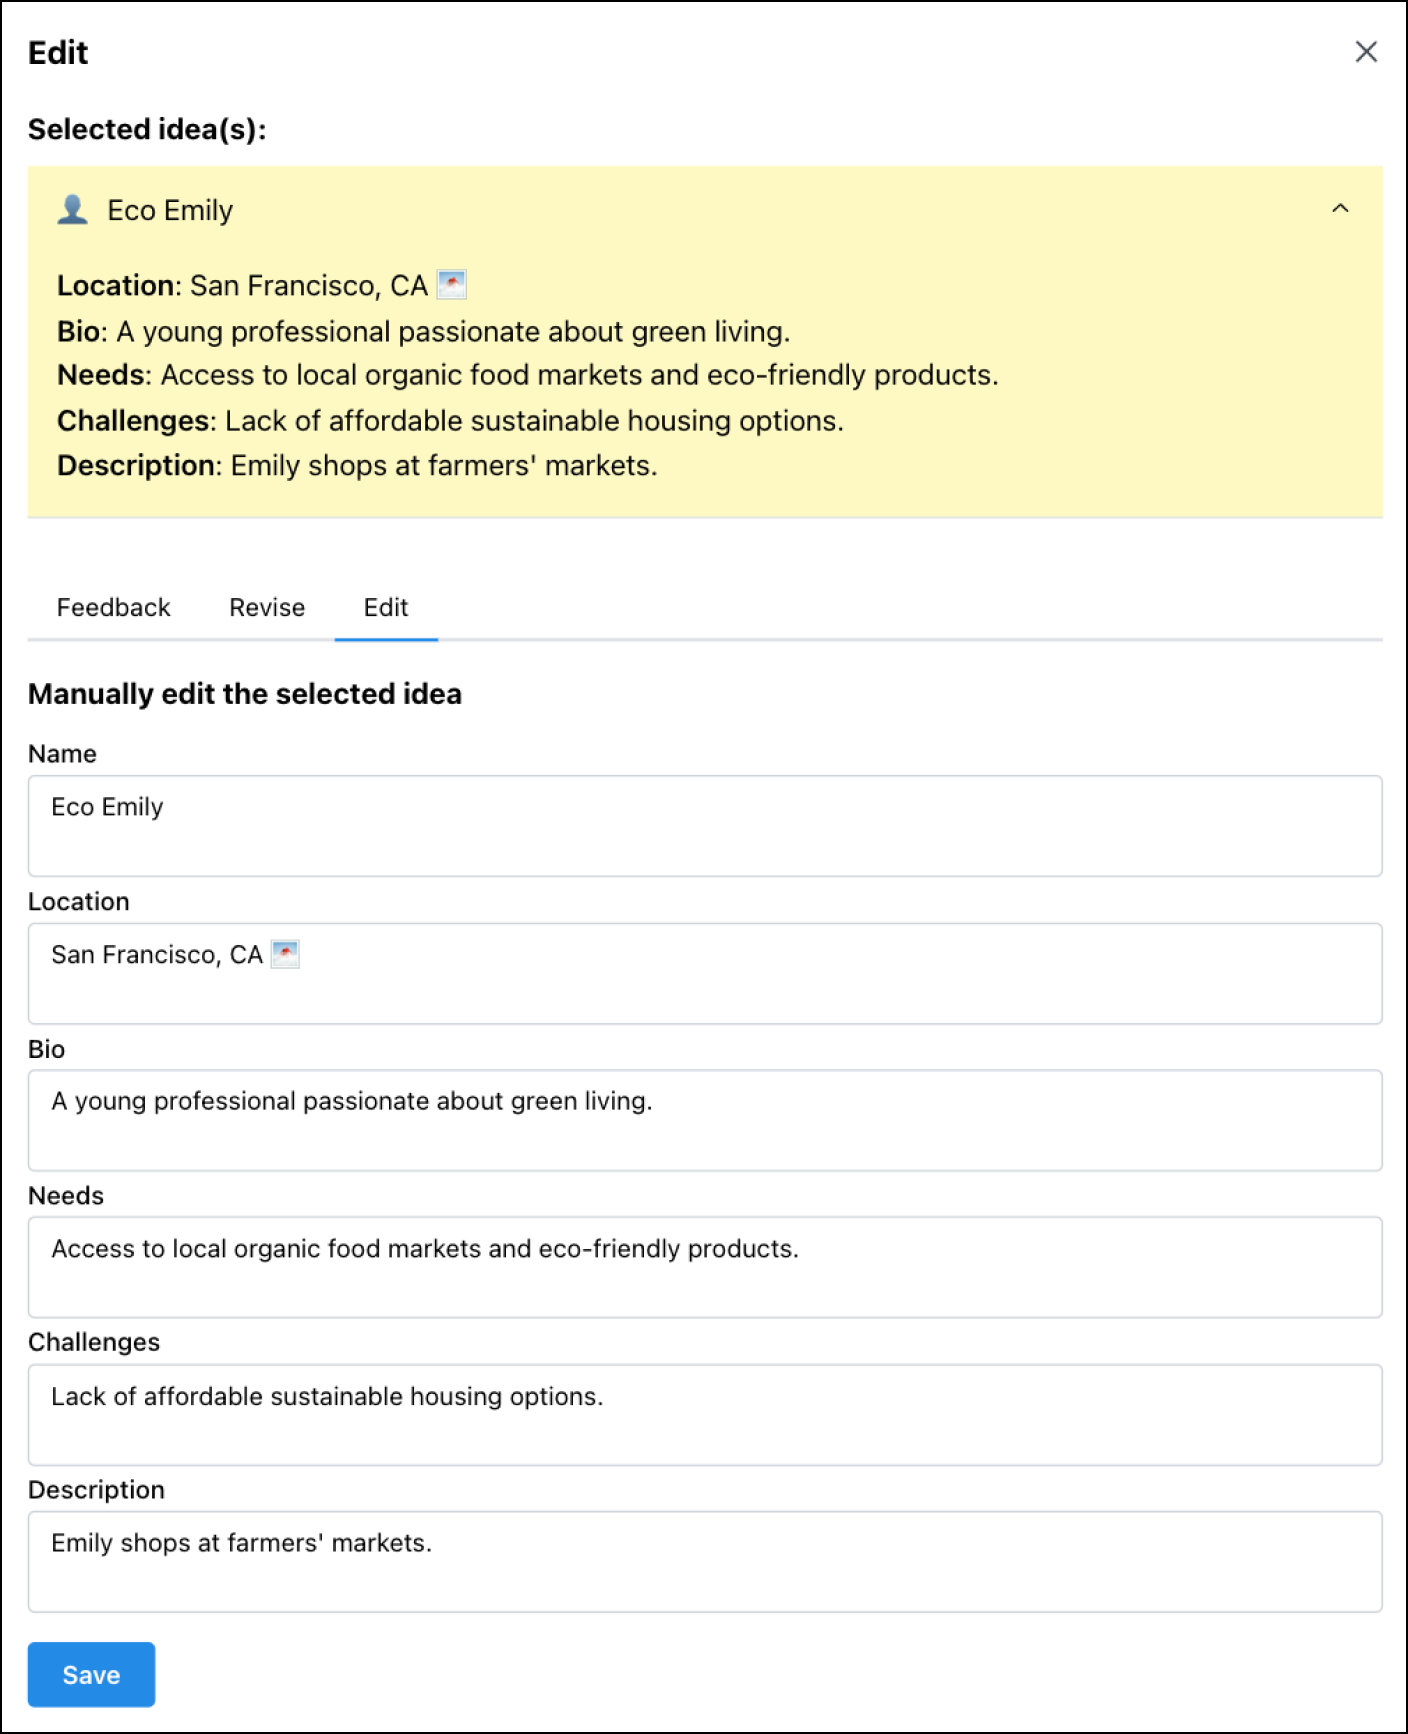 Edit
Selected idea(s):
👤 Eco Emily
Location: San Francisco, CA 🌁
Bio: A young professional passionate about green living.
Needs: Access to local organic food markets and eco-friendly products.
Challenges: Lack of affordable sustainable housing options.
Description: Emily shops at farmers' markets.
Feedback Revise Edit
Manually edit the selected idea
Name
Eco Emily
Location
San Francisco, CA 🌁
Bio
A young professional passionate about green living.
Needs
Access to local organic food markets and eco-friendly products.
Challenges
Lack of affordable sustainable housing options.
Description
Emily shops at farmers' markets.
Save